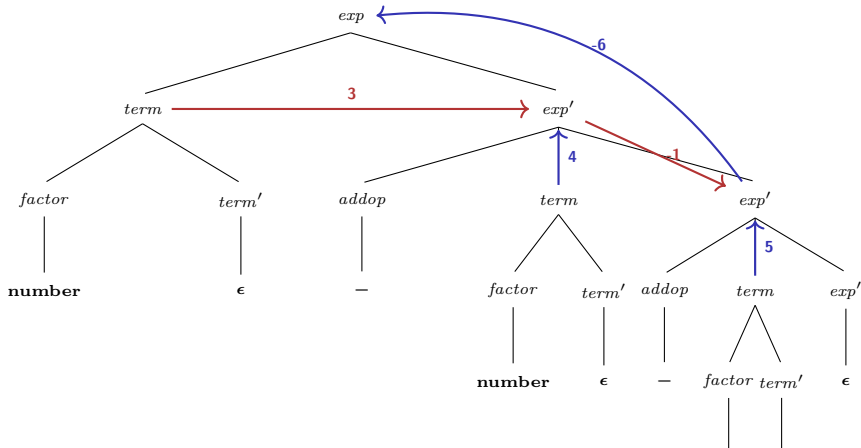 exp
-6
3
term exp′
4 -1
factor term′ addop term exp′
5
number ϵ − factor term′ addop term exp′
number ϵ − factor term′ ϵ